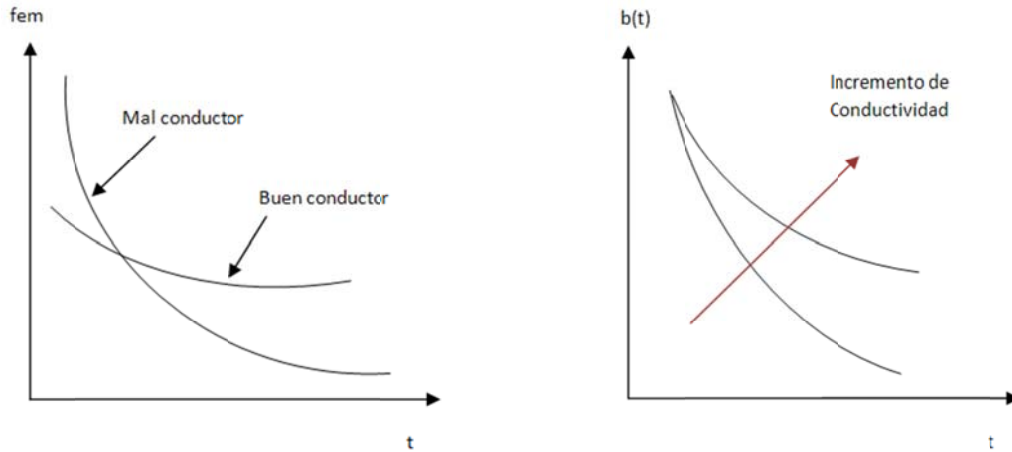 fem
Mal conductor
Buen conductor
t
b(t)
Incremento de
Conductividad
t